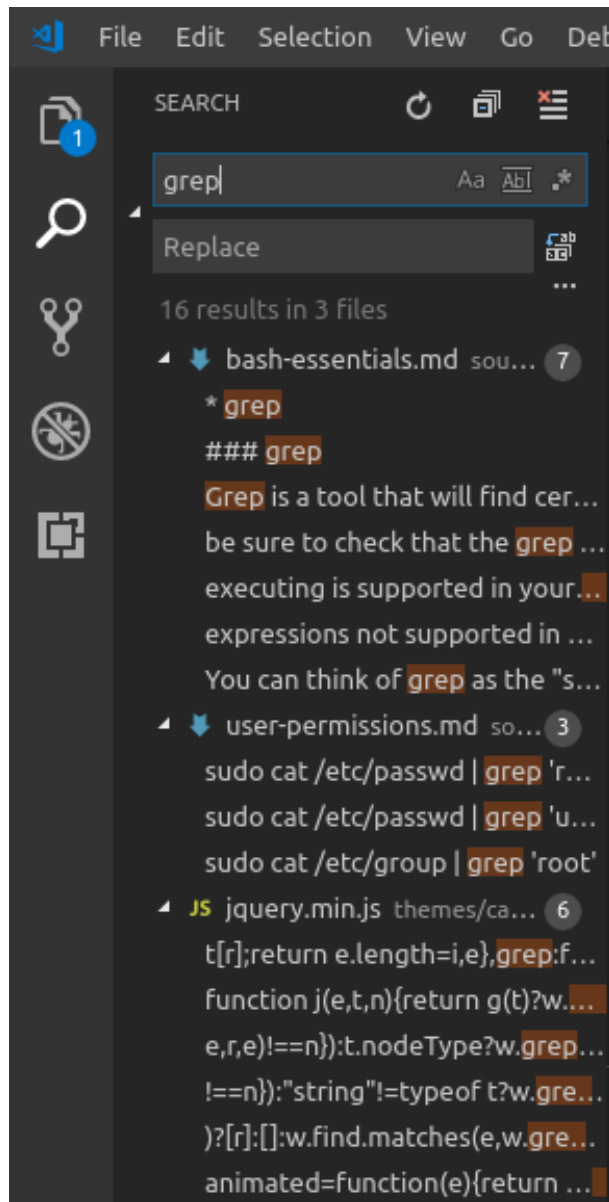 File Edit Selection View Go Deb
SEARCH
1
grep Aa Abl .*
Replace
...
16 results in 3 files
bash-essentials.md sou... 7
* grep
### grep
Grep is a tool that will find cer...
be sure to check that the grep ...
executing is supported in your...
expressions not supported in ...
You can think of grep as the "s...
user-permissions.md so... 3
sudo cat /etc/passwd | grep 'r...
sudo cat /etc/passwd | grep 'u...
sudo cat /etc/group | grep 'root'
JS jquery.min.js themes/ca... 6
t[r];return e.length=i,e},grep:f...
function j(e,t,n){return g(t)?w....
e,r,e)!==n}):t.nodeType?w.grep...
!==n}):"string"!=typeof t?w.gre...
)?[r]:[]:w.find.matches(e,w.gre...
animated=function(e){return ...